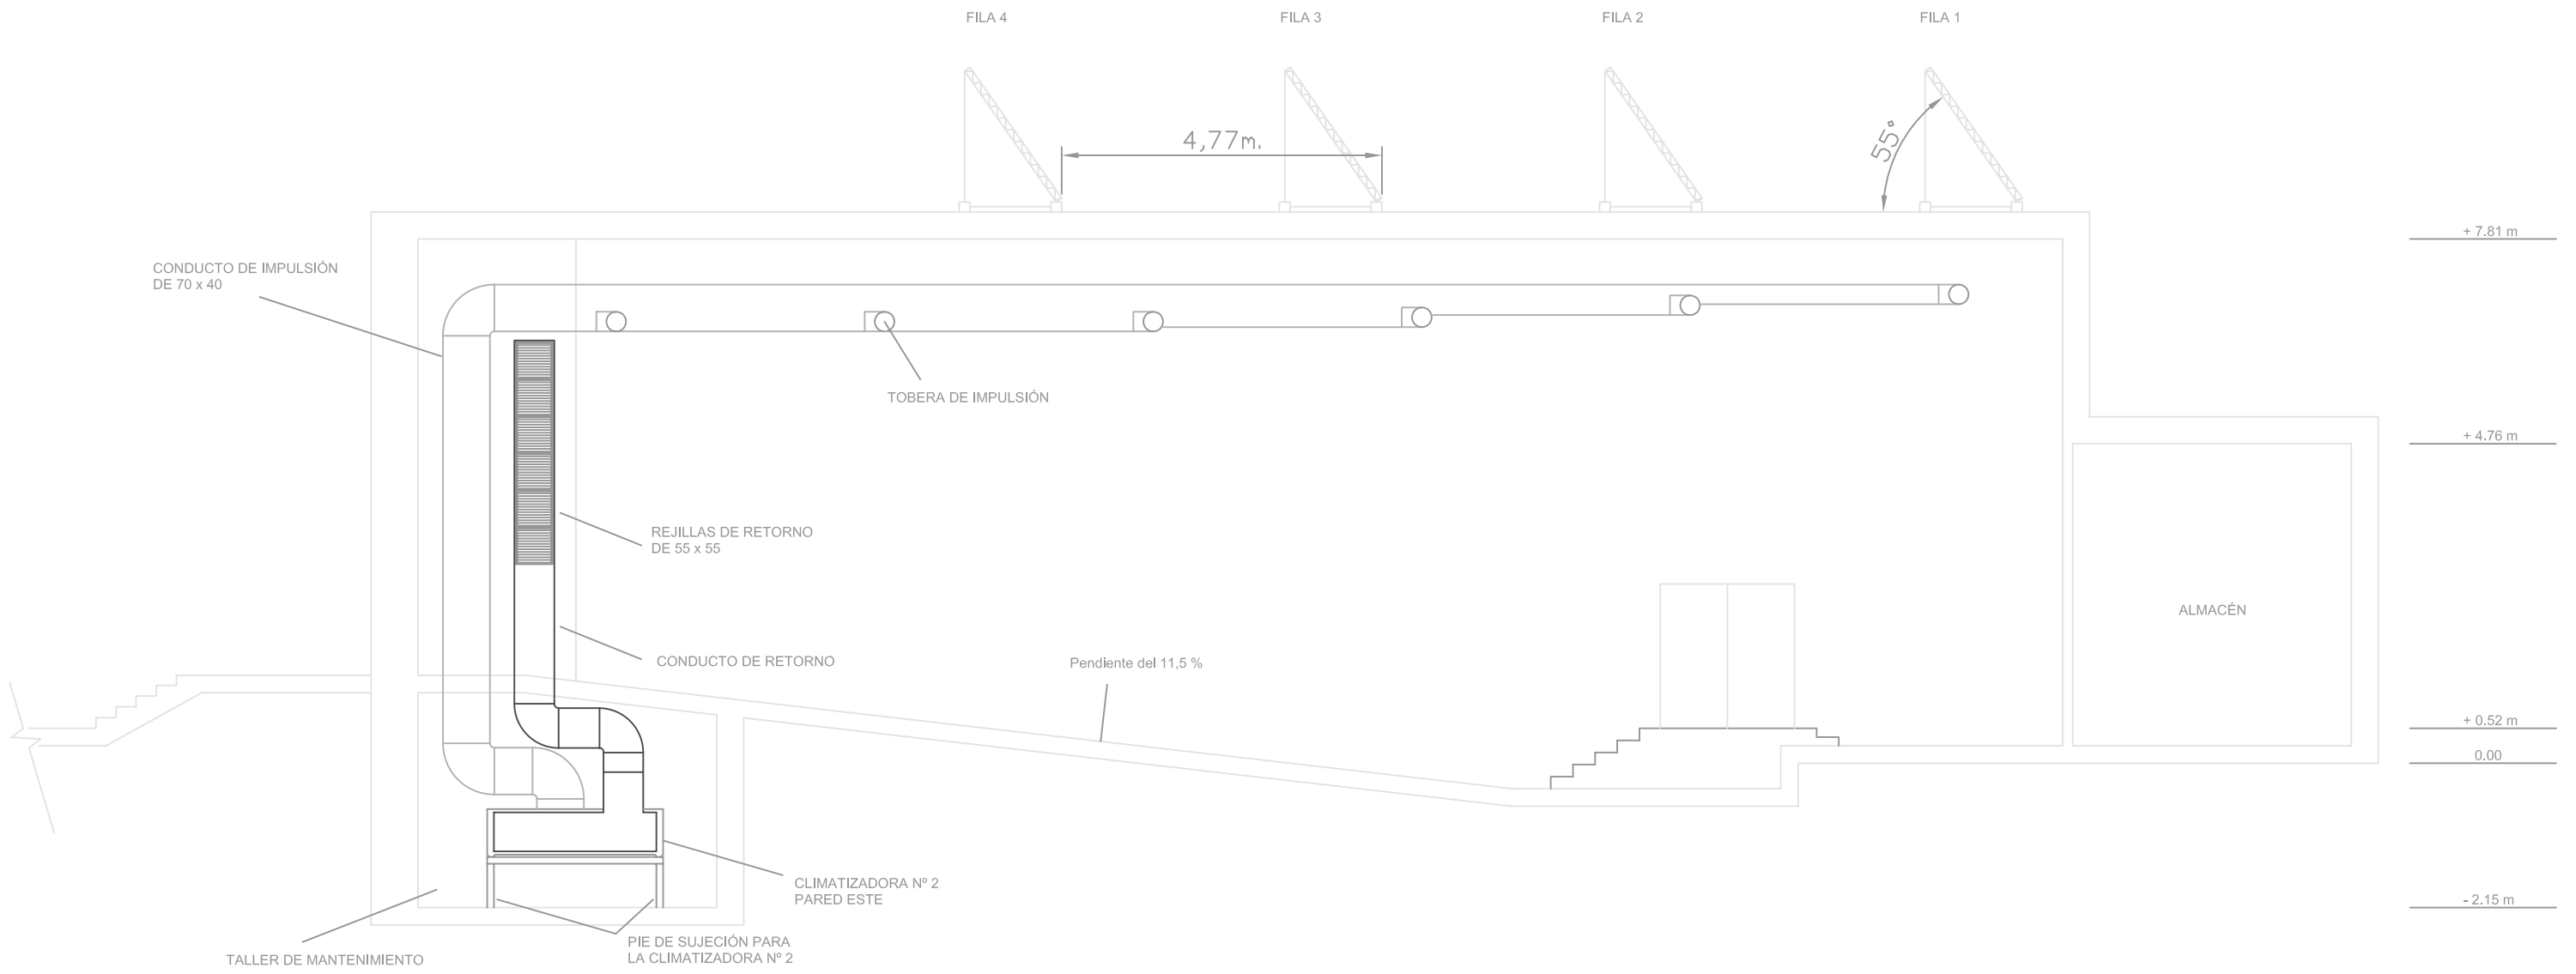 FILA 4
FILA 3
FILA 2
FILA 1
4,77m.
55°
+ 7.81 m
CONDUCTO DE IMPULSIÓN
DE 70 x 40
TOBERA DE IMPULSIÓN
+ 4.76 m
REJILLAS DE RETORNO
DE 55 x 55
ALMACÉN
CONDUCTO DE RETORNO
Pendiente del 11,5 %
+ 0.52 m
0.00
CLIMATIZADORA Nº 2
PARED ESTE
- 2.15 m
PIE DE SUJECIÓN PARA
LA CLIMATIZADORA Nº 2
TALLER DE MANTENIMIENTO